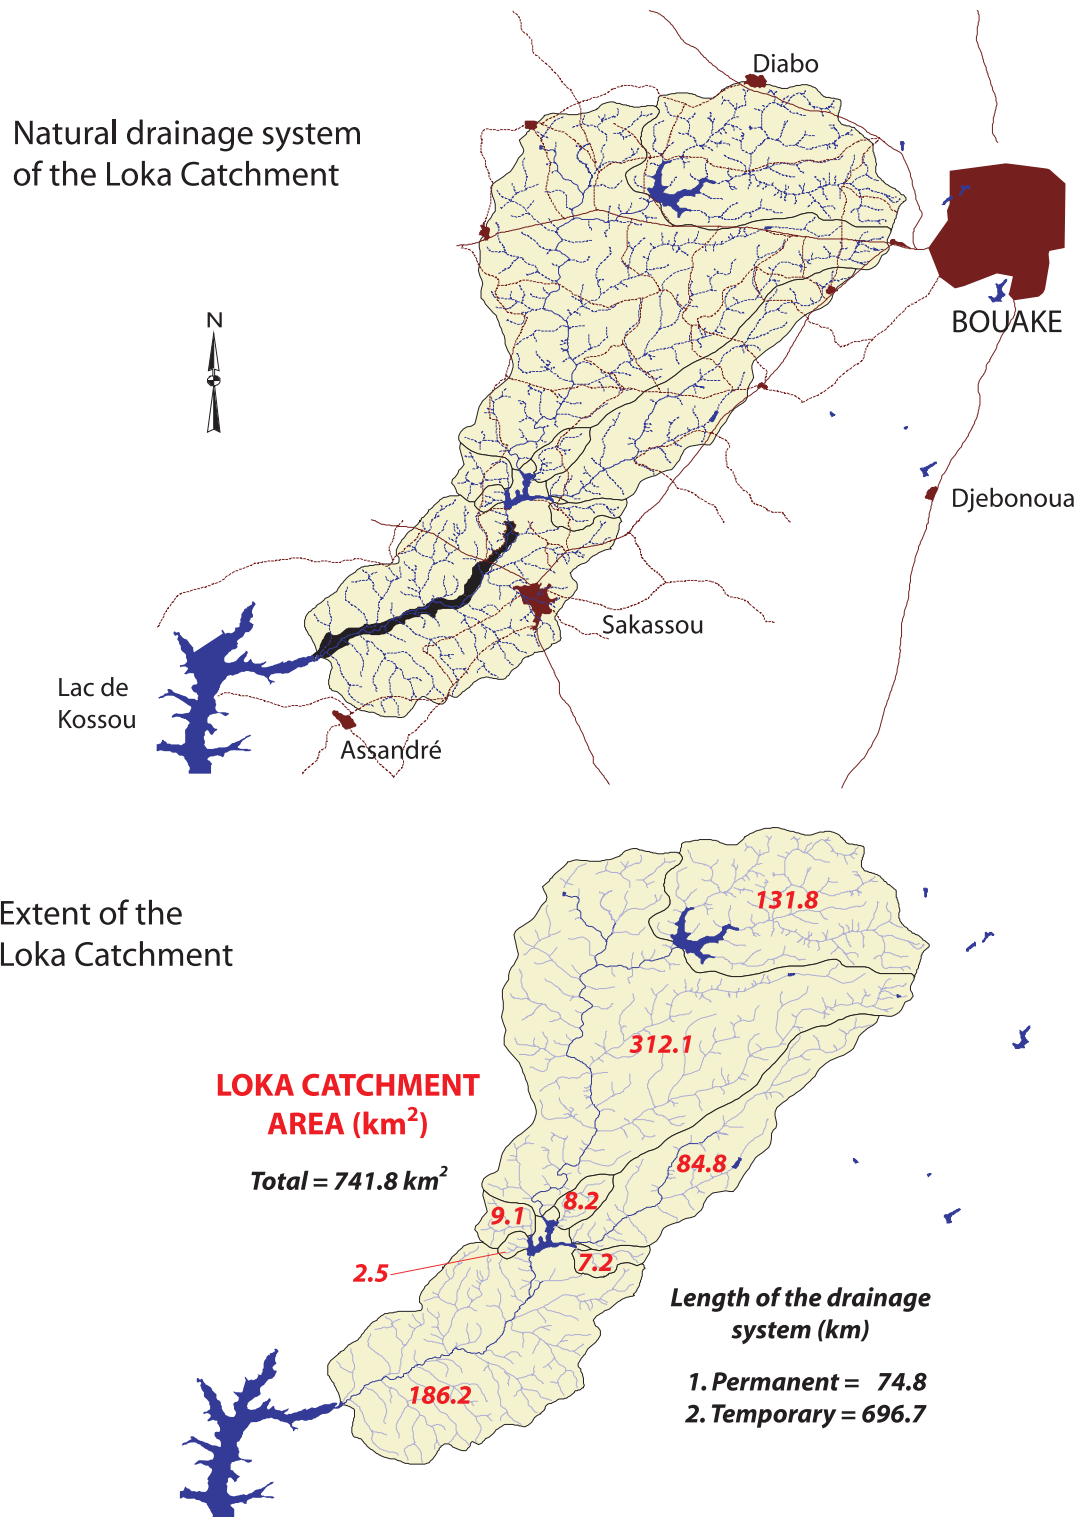 Diabo
Natural drainage system
of the Loka Catchment
N
BOUAKE
Djebonoua
Sakassou
Lac de
Kossou
Assandré
Extent of the
Loka Catchment
131.8
312.1
LOKA CATCHMENT
AREA (km²)
Total = 741.8 km²
84.8
8.2
9.1
7.2
2.5
Length of the drainage
system (km)
1. Permanent = 74.8
2. Temporary = 696.7
186.2